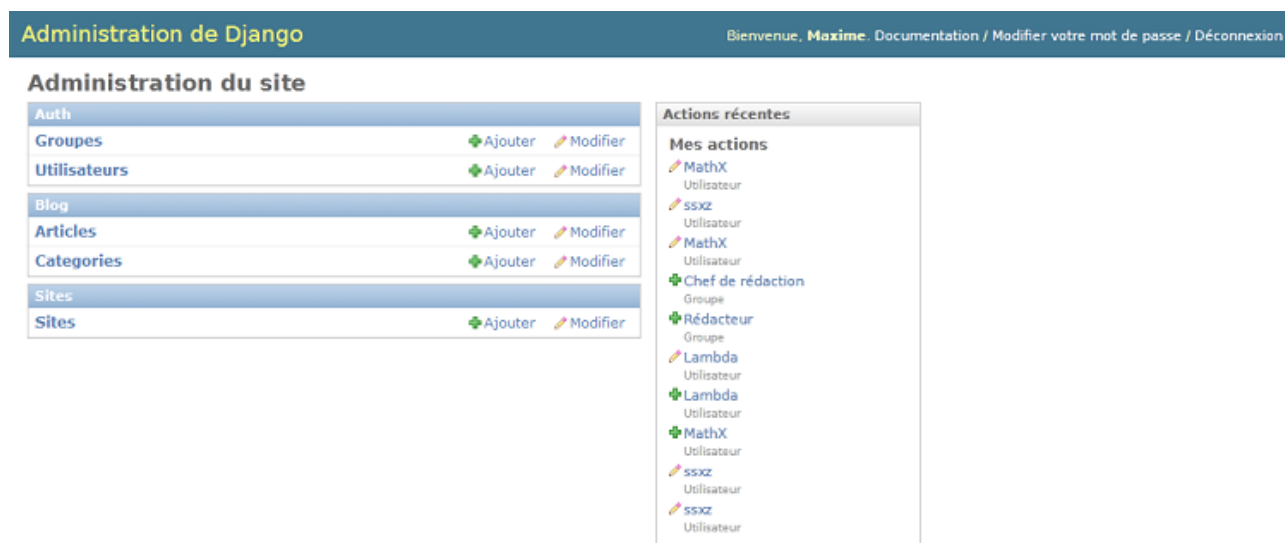 Administration de Django
Bienvenue, Maxime. Documentation / Modifier votre mot de passe / Déconnexion
Administration du site
Auth
Groupes Ajouter Modifier
Utilisateurs Ajouter Modifier
Blog
Articles Ajouter Modifier
Categories Ajouter Modifier
Sites
Sites Ajouter Modifier
Actions récentes
Mes actions
MathX
Utilisateur
ssxz
Utilisateur
MathX
Utilisateur
Chef de rédaction
Groupe
Rédacteur
Groupe
Lambda
Utilisateur
Lambda
Utilisateur
MathX
Utilisateur
ssxz
Utilisateur
ssxz
Utilisateur